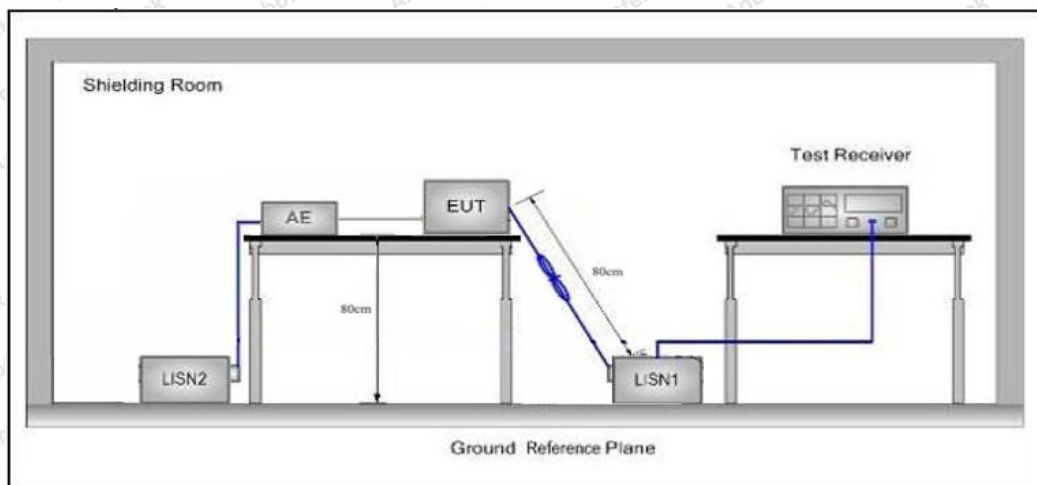 Shielding Room
Test Receiver
AE
EUT
80cm
80cm
LISN2
LISN1
Ground Reference Plane